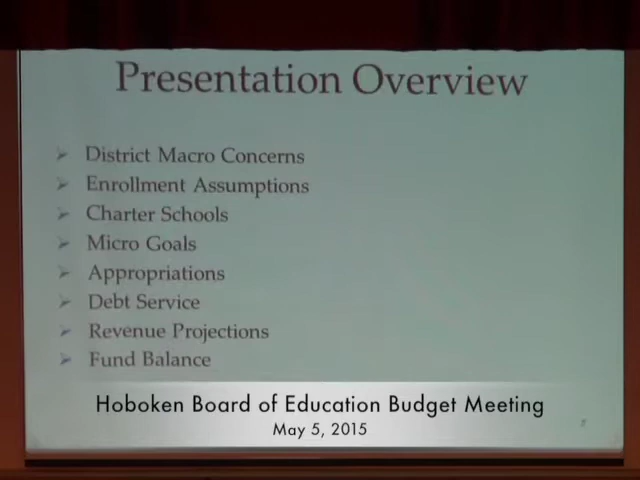 Presentation Overview
District Macro Concerns
Enrollment Assumptions
Charter Schools
Micro Goals
Appropriations
Debt Service
Revenue Projections
Fund Balance
Hoboken Board of Education Budget Meeting
May 5, 2015